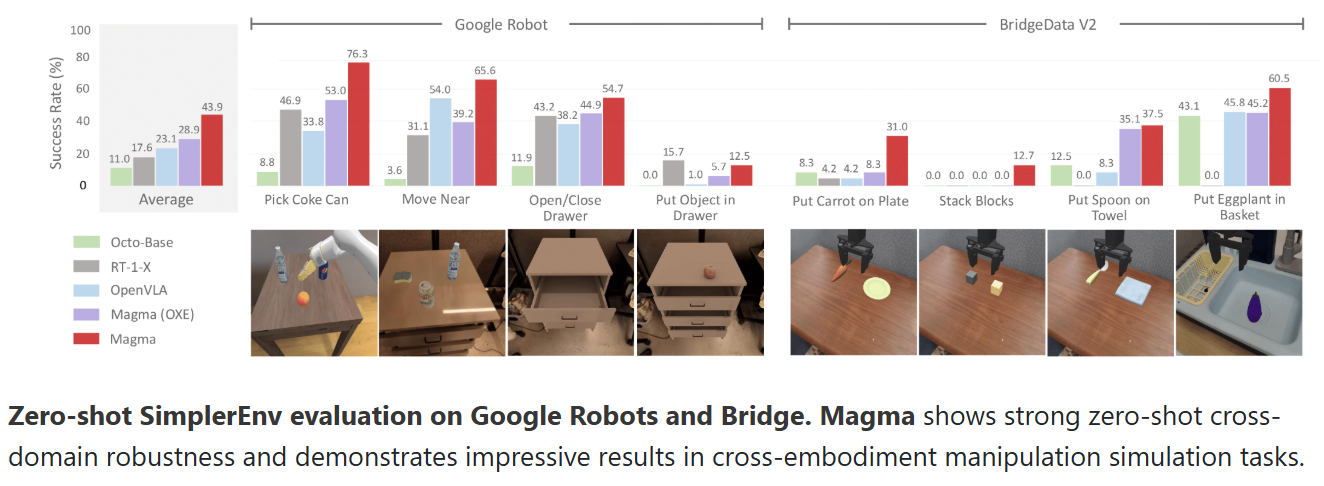 Google Robot
BridgeData V2
Success Rate (%)
100
80
60
40
20
0
11.0 17.6 23.1 28.9 43.9
Average
8.8 46.9 33.8 53.0 76.3
Pick Coke Can
3.6 31.1 54.0 39.2 65.6
Move Near
11.9 43.2 38.2 44.9 54.7
Open/Close
Drawer
0.0 15.7 1.0 5.7 12.5
Put Object in
Drawer
8.3 4.2 4.2 8.3 31.0
Put Carrot on Plate
0.0 0.0 0.0 0.0 12.7
Stack Blocks
12.5 0.0 8.3 35.1 37.5
Put Spoon on
Towel
43.1 0.0 45.8 45.2 60.5
Put Eggplant in
Basket
Octo-Base
RT-1-X
OpenVLA
Magma (OXE)
Magma
Zero-shot SimplerEnv evaluation on Google Robots and Bridge. Magma shows strong zero-shot cross-
domain robustness and demonstrates impressive results in cross-embodiment manipulation simulation tasks.